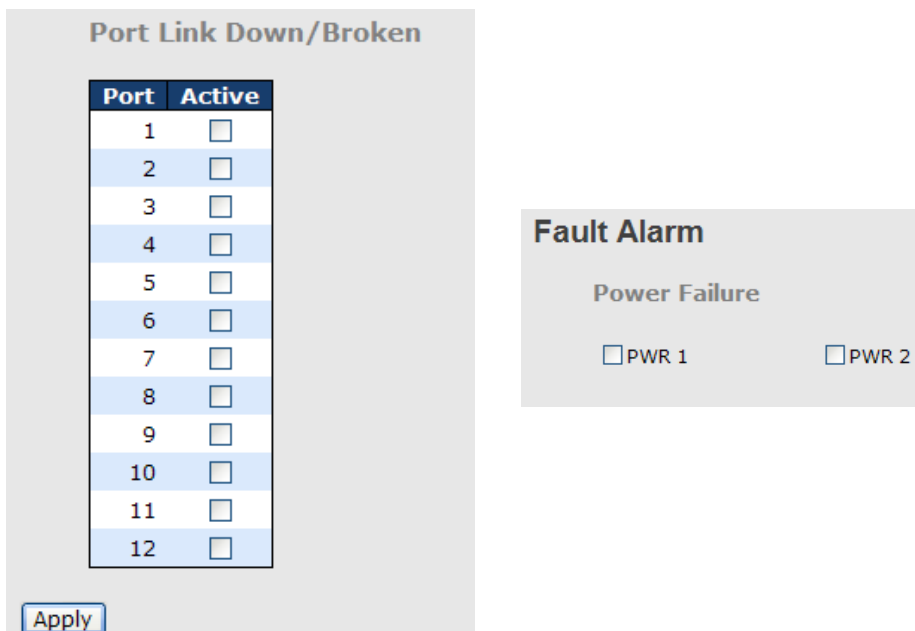 Port Link Down/Broken
Port Active
1
2
3
4
5
6
7
8
9
10
11
12
Apply
Fault Alarm
Power Failure
PWR 1 PWR 2